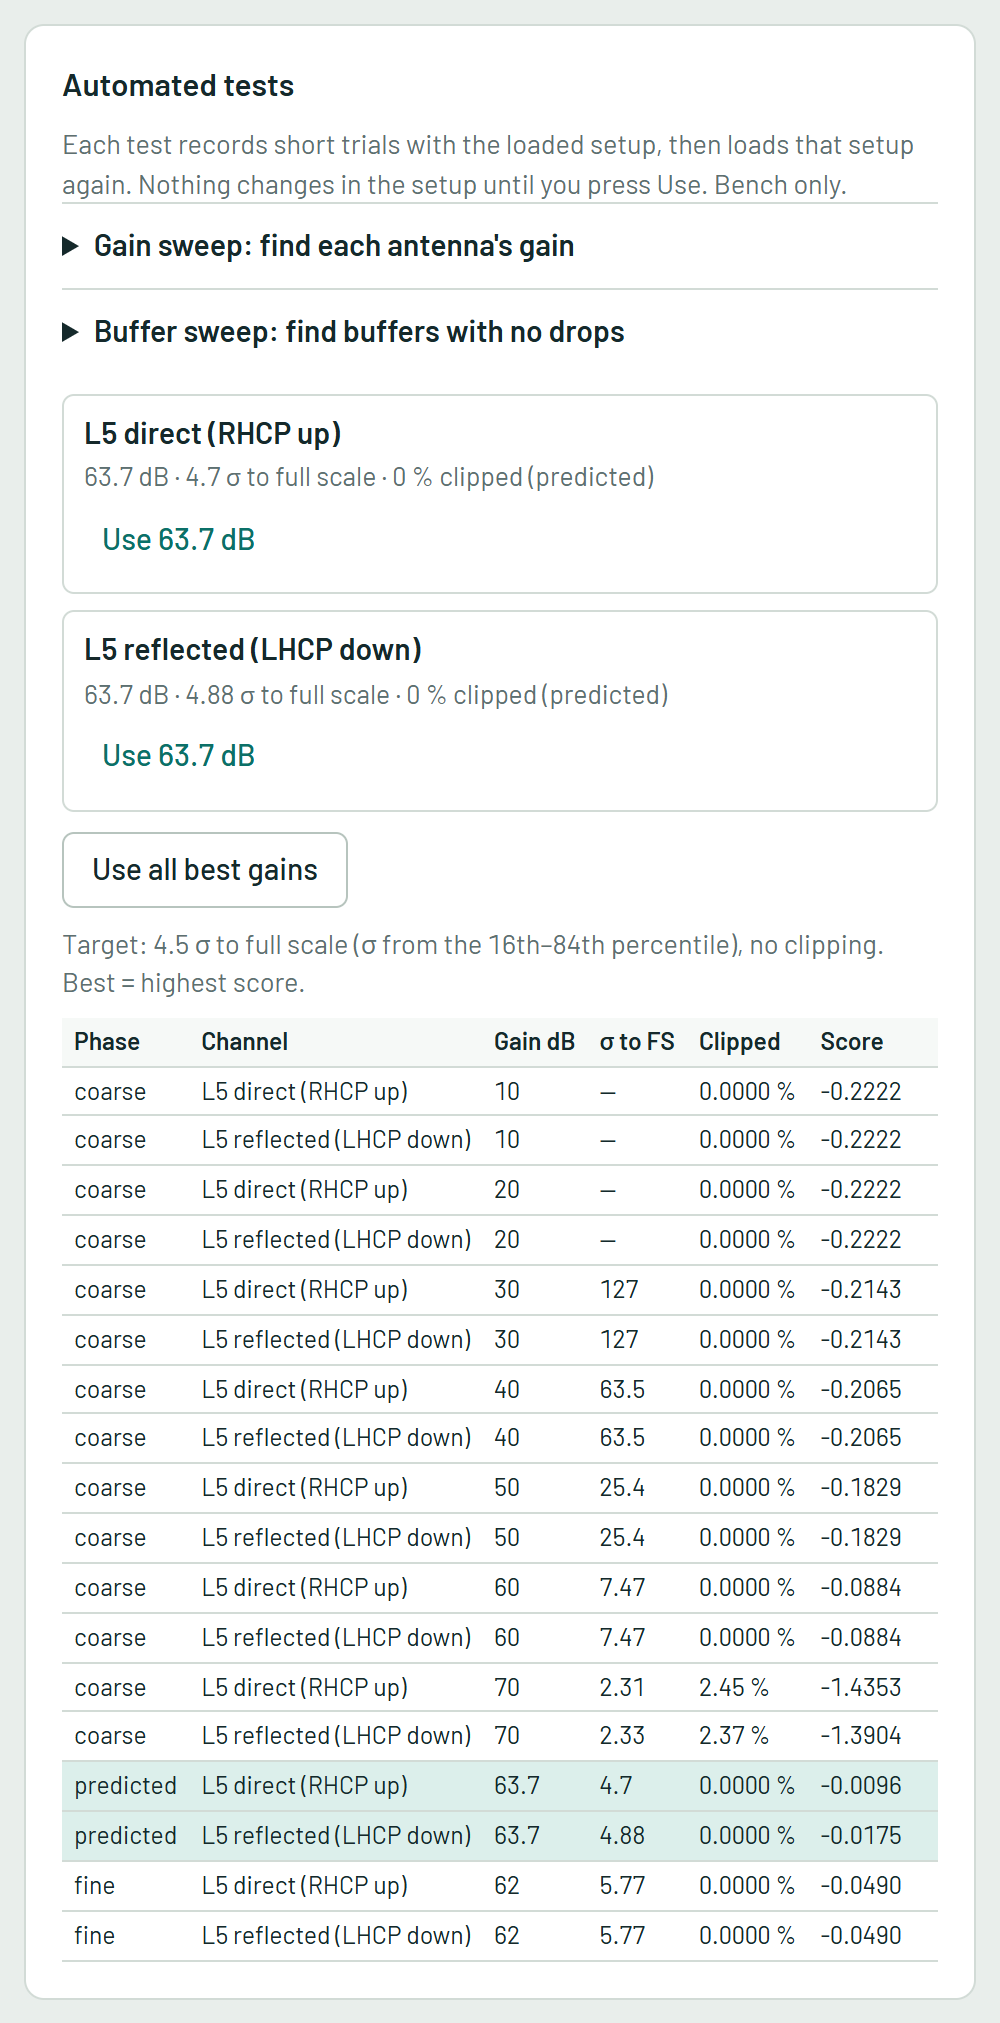 Automated tests
Each test records short trials with the loaded setup, then loads that setup
again. Nothing changes in the setup until you press Use. Bench only.
▶ Gain sweep: find each antenna's gain
▶ Buffer sweep: find buffers with no drops
L5 direct (RHCP up)
63.7 dB · 4.7 σ to full scale · 0 % clipped (predicted)
Use 63.7 dB
L5 reflected (LHCP down)
63.7 dB · 4.88 σ to full scale · 0 % clipped (predicted)
Use 63.7 dB
Use all best gains
Target: 4.5 σ to full scale (σ from the 16th–84th percentile), no clipping.
Best = highest score.
Phase Channel Gain dB σ to FS Clipped Score
coarse L5 direct (RHCP up) 10 — 0.0000 % -0.2222
coarse L5 reflected (LHCP down) 10 — 0.0000 % -0.2222
coarse L5 direct (RHCP up) 20 — 0.0000 % -0.2222
coarse L5 reflected (LHCP down) 20 — 0.0000 % -0.2222
coarse L5 direct (RHCP up) 30 127 0.0000 % -0.2143
coarse L5 reflected (LHCP down) 30 127 0.0000 % -0.2143
coarse L5 direct (RHCP up) 40 63.5 0.0000 % -0.2065
coarse L5 reflected (LHCP down) 40 63.5 0.0000 % -0.2065
coarse L5 direct (RHCP up) 50 25.4 0.0000 % -0.1829
coarse L5 reflected (LHCP down) 50 25.4 0.0000 % -0.1829
coarse L5 direct (RHCP up) 60 7.47 0.0000 % -0.0884
coarse L5 reflected (LHCP down) 60 7.47 0.0000 % -0.0884
coarse L5 direct (RHCP up) 70 2.31 2.45 % -1.4353
coarse L5 reflected (LHCP down) 70 2.33 2.37 % -1.3904
predicted L5 direct (RHCP up) 63.7 4.7 0.0000 % -0.0096
predicted L5 reflected (LHCP down) 63.7 4.88 0.0000 % -0.0175
fine L5 direct (RHCP up) 62 5.77 0.0000 % -0.0490
fine L5 reflected (LHCP down) 62 5.77 0.0000 % -0.0490